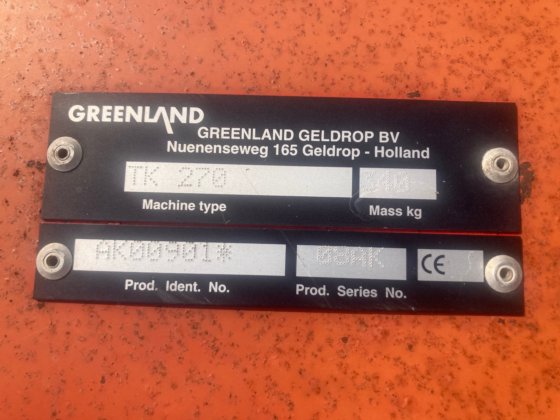 GREENLAND
GREENLAND GELDROP BV
Nuenenseweg 165 Geldrop - Holland
TK 270
Machine type
Mass kg
AK00901*
Prod. Ident. No.
Prod. Series No.
CE